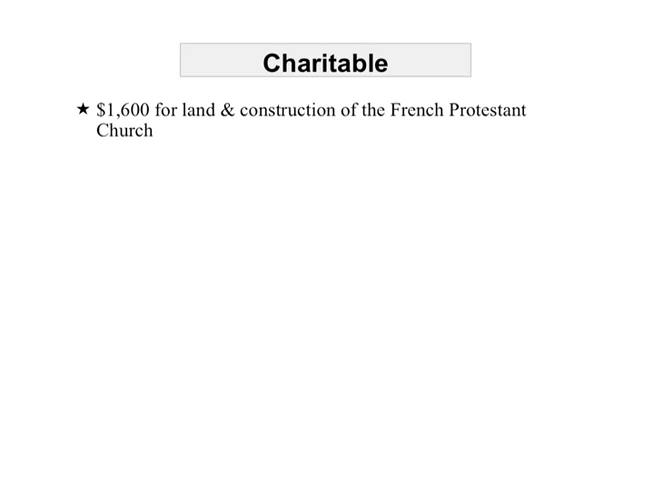 Charitable
★ $1,600 for land & construction of the French Protestant
Church